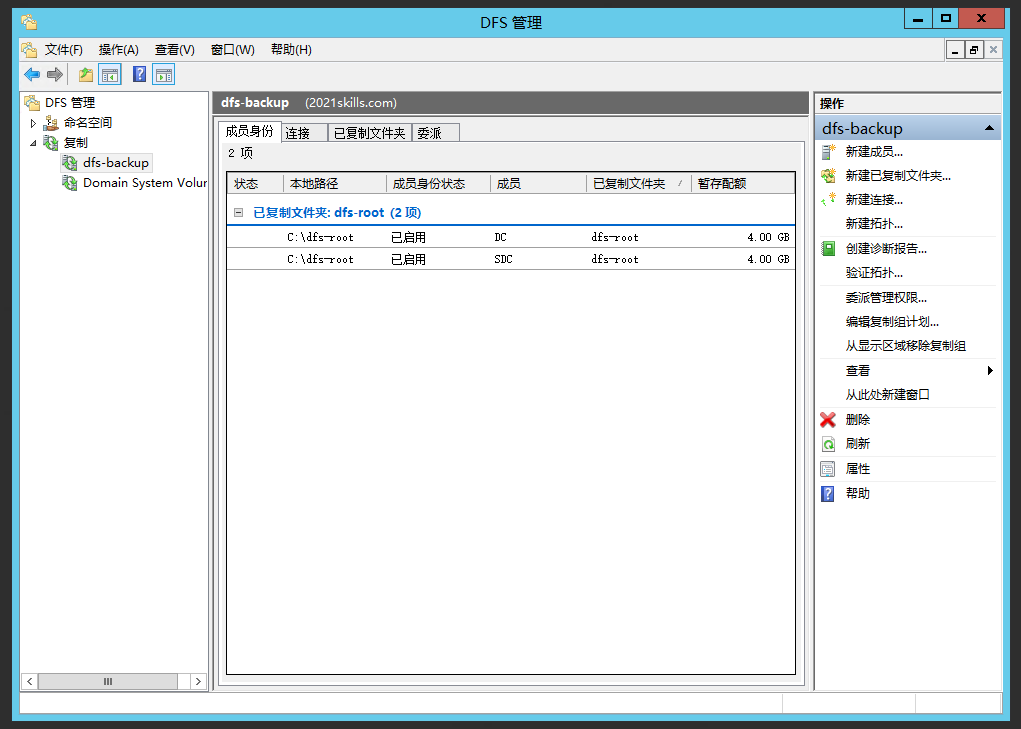 DFS 管理
文件(F) 操作(A) 查看(V) 窗口(W) 帮助(H)
DFS 管理
命名空间
复制
dfs-backup
Domain System Volur
dfs-backup (2021skills.com)
成员身份 连接 已复制文件夹 委派
2 项
状态 本地路径 成员身份状态 成员 已复制文件夹 暂存配额
已复制文件夹: dfs-root (2 项)
C:\dfs-root 已启用 DC dfs-root 4.00 GB
C:\dfs-root 已启用 SDC dfs-root 4.00 GB
操作
dfs-backup
新建成员...
新建已复制文件夹...
新建连接...
新建拓扑...
创建诊断报告...
验证拓扑...
委派管理权限...
编辑复制组计划...
从显示区域移除复制组
查看
从此处新建窗口
删除
刷新
属性
帮助